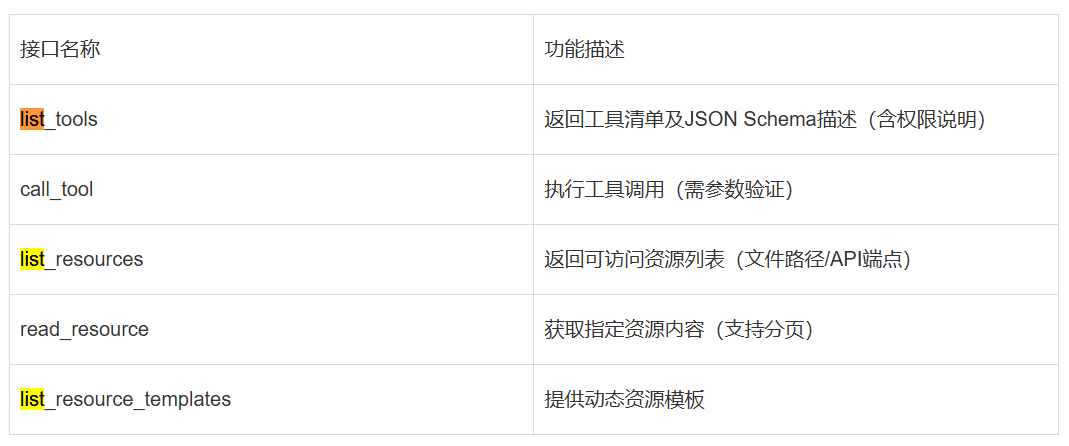 接口名称 功能描述
list_tools 返回工具清单及JSON Schema描述（含权限说明）
call_tool 执行工具调用（需参数验证）
list_resources 返回可访问资源列表（文件路径/API端点）
read_resource 获取指定资源内容（支持分页）
list_resource_templates 提供动态资源模板